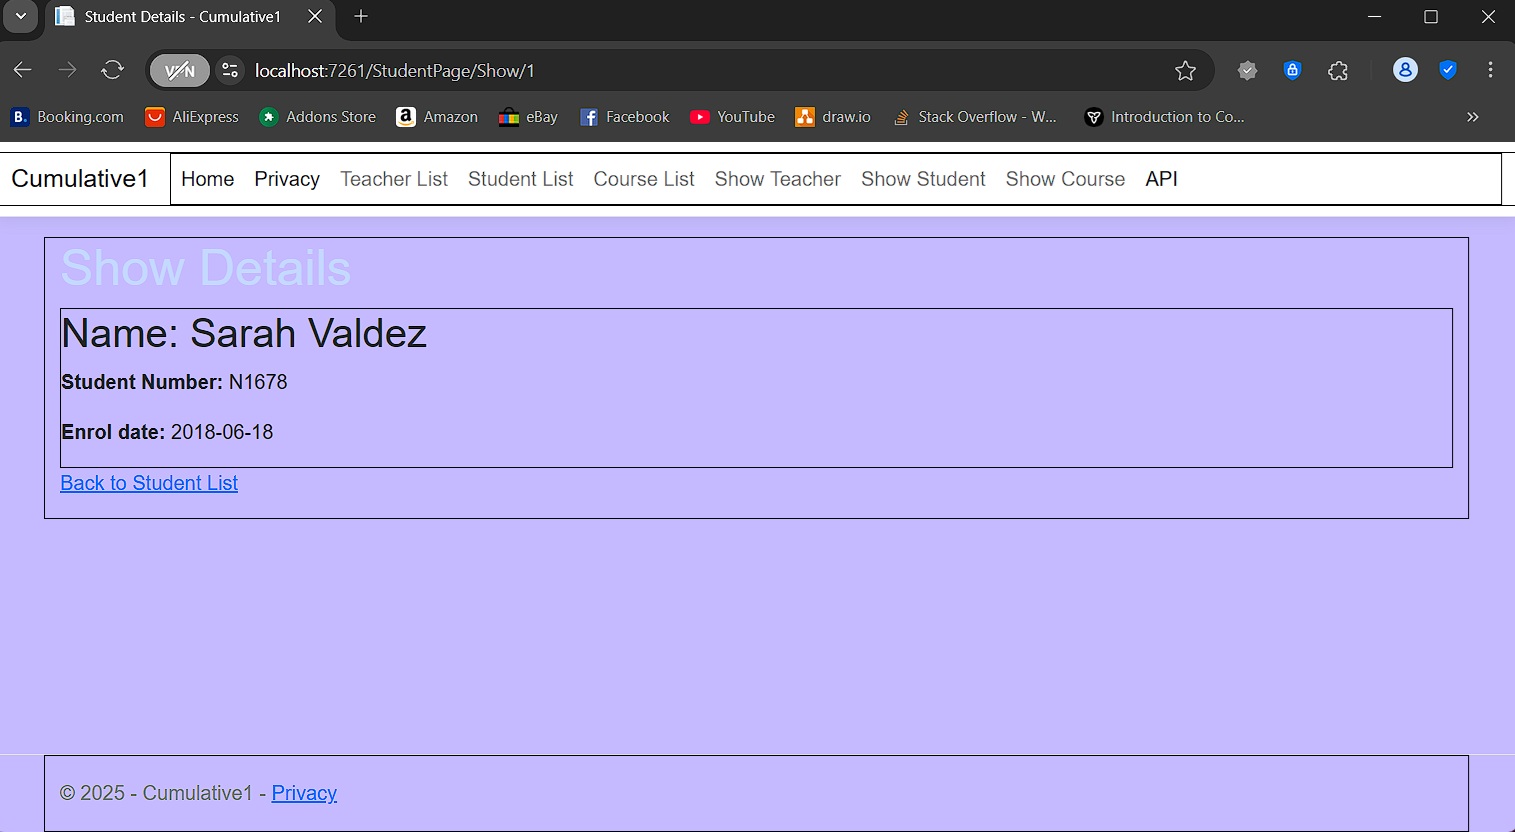 Student Details - Cumulative1
VPN
localhost:7261/StudentPage/Show/1
B. Booking.com AliExpress Addons Store a Amazon eBay f Facebook YouTube draw.io Stack Overflow - W... Introduction to Co...
Cumulative1 Home Privacy Teacher List Student List Course List Show Teacher Show Student Show Course API
Show Details
Name: Sarah Valdez
Student Number: N1678
Enrol date: 2018-06-18
Back to Student List
© 2025 - Cumulative1 - Privacy